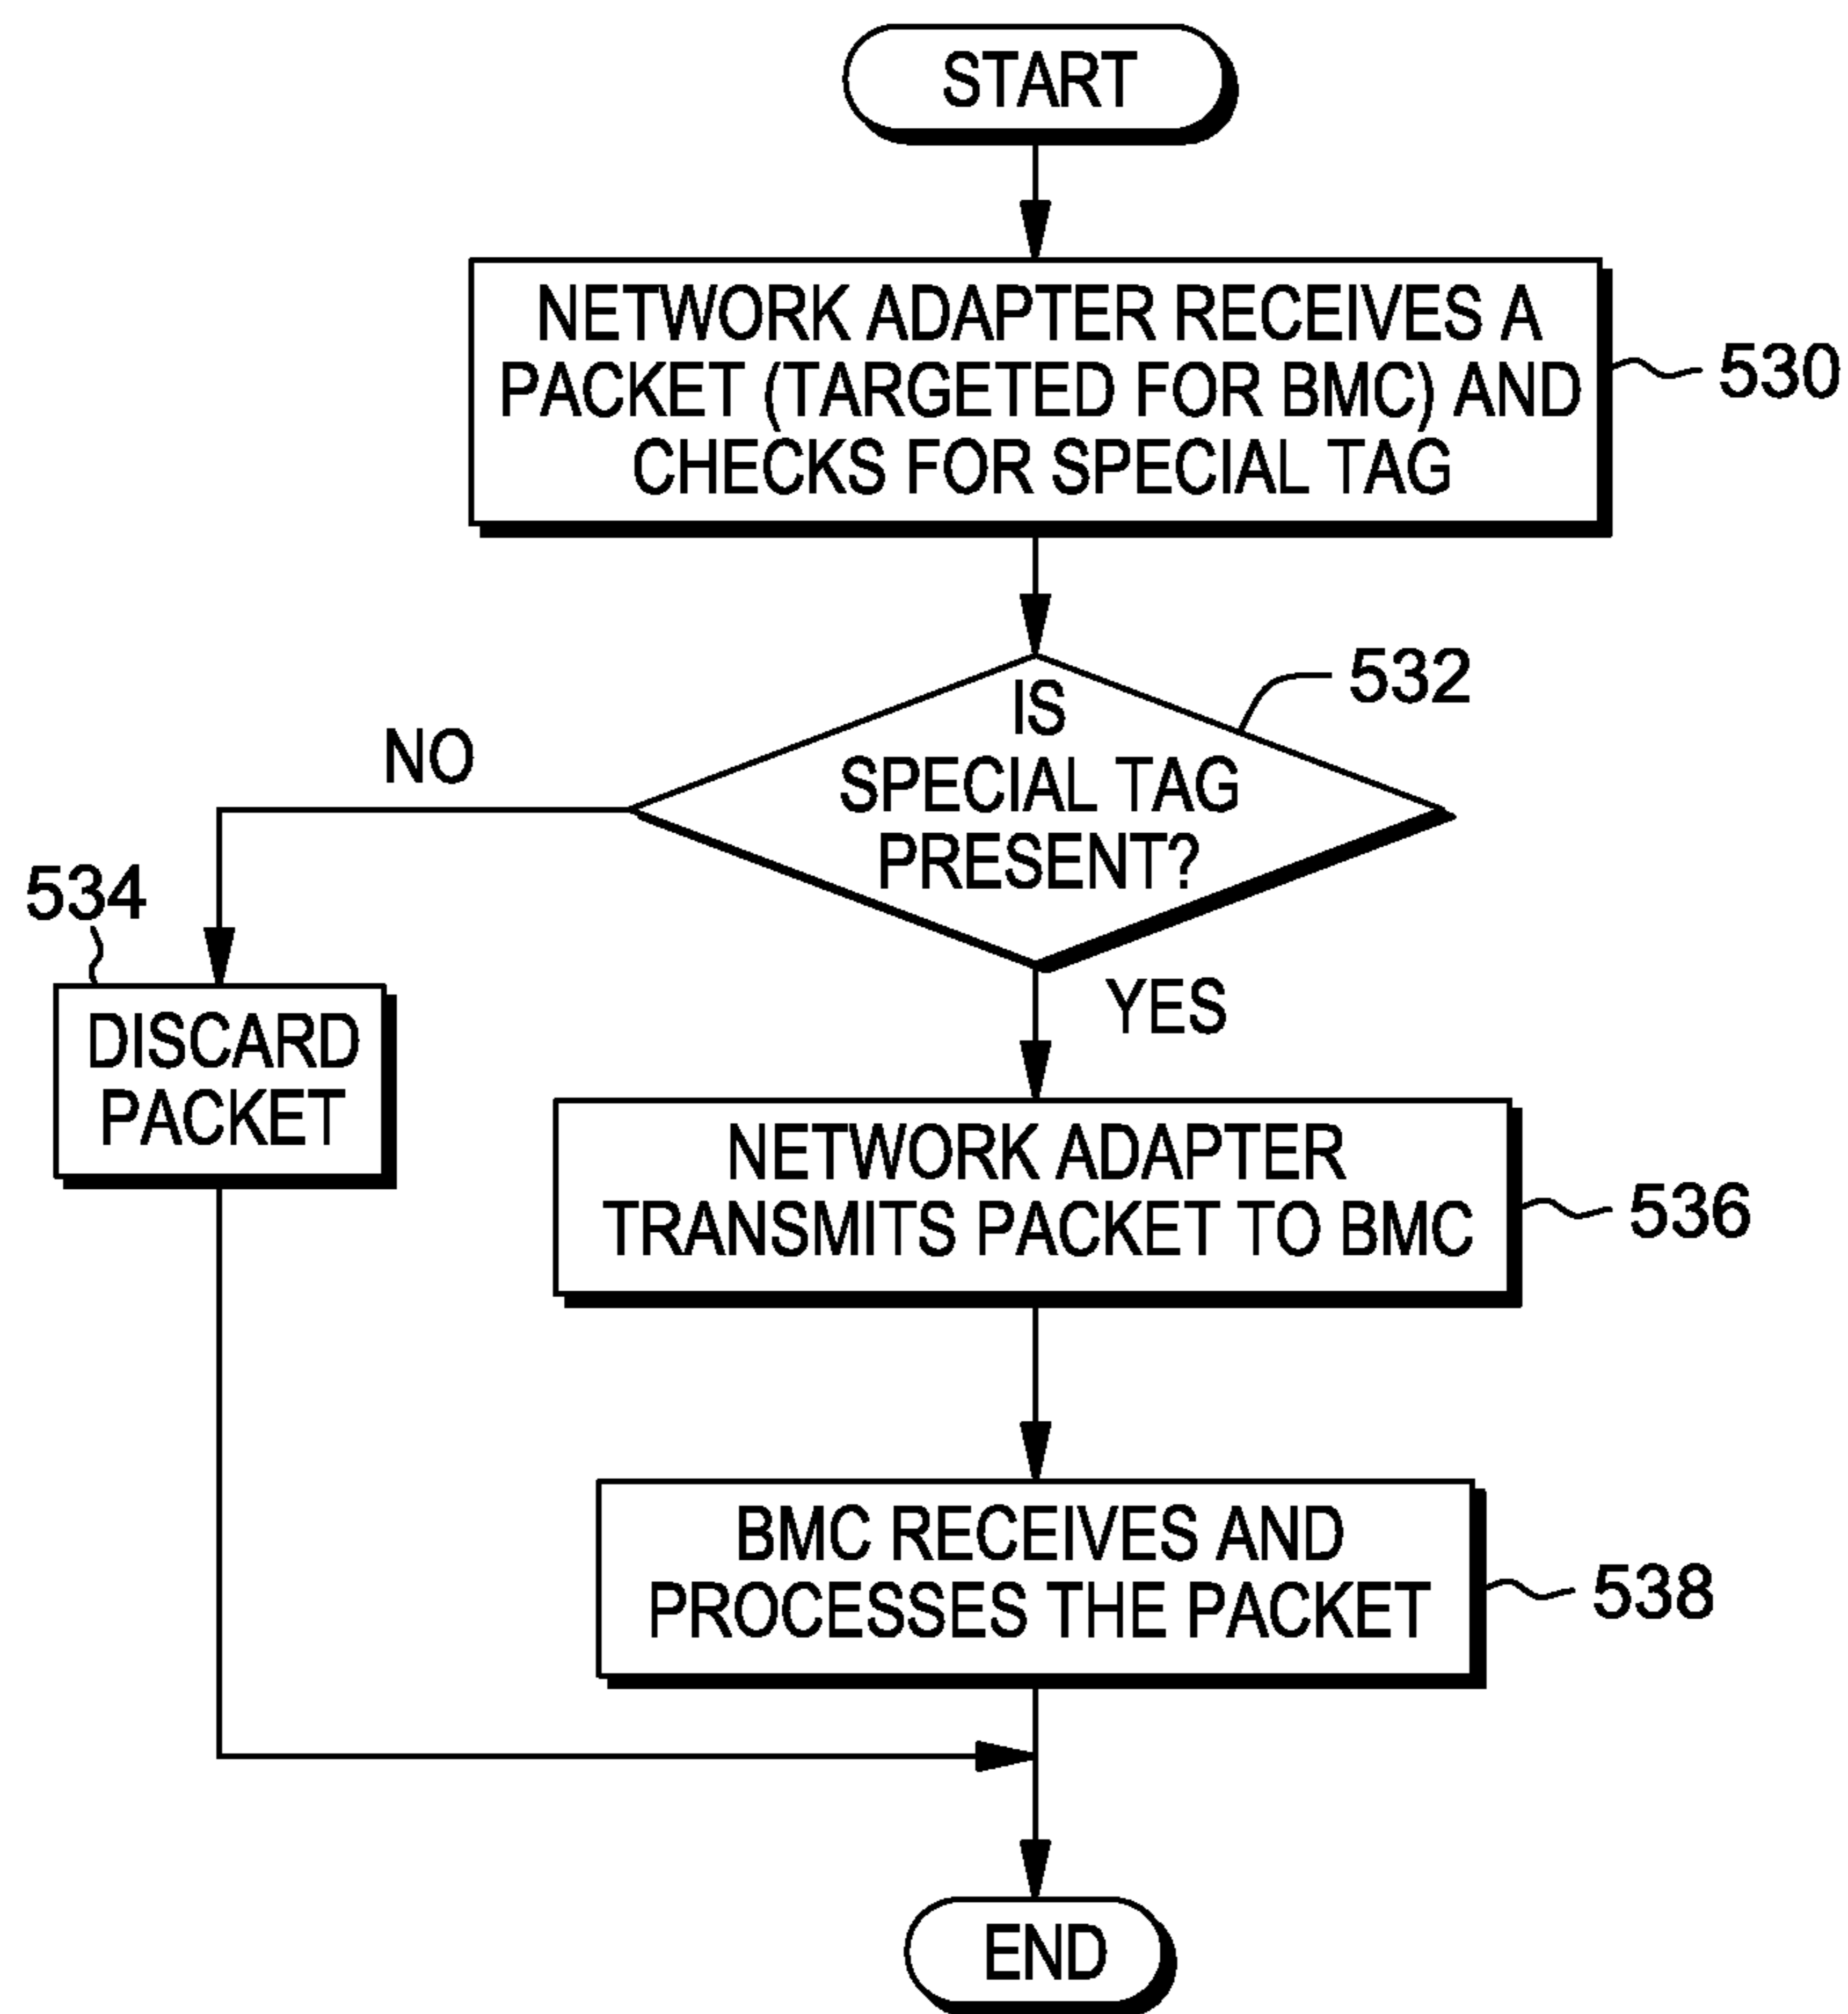 START
NETWORK ADAPTER RECEIVES A
PACKET (TARGETED FOR BMC) AND
CHECKS FOR SPECIAL TAG
530
532
IS
SPECIAL TAG
PRESENT?
NO
534
DISCARD
PACKET
YES
NETWORK ADAPTER
TRANSMITS PACKET TO BMC
536
BMC RECEIVES AND
PROCESSES THE PACKET
538
END